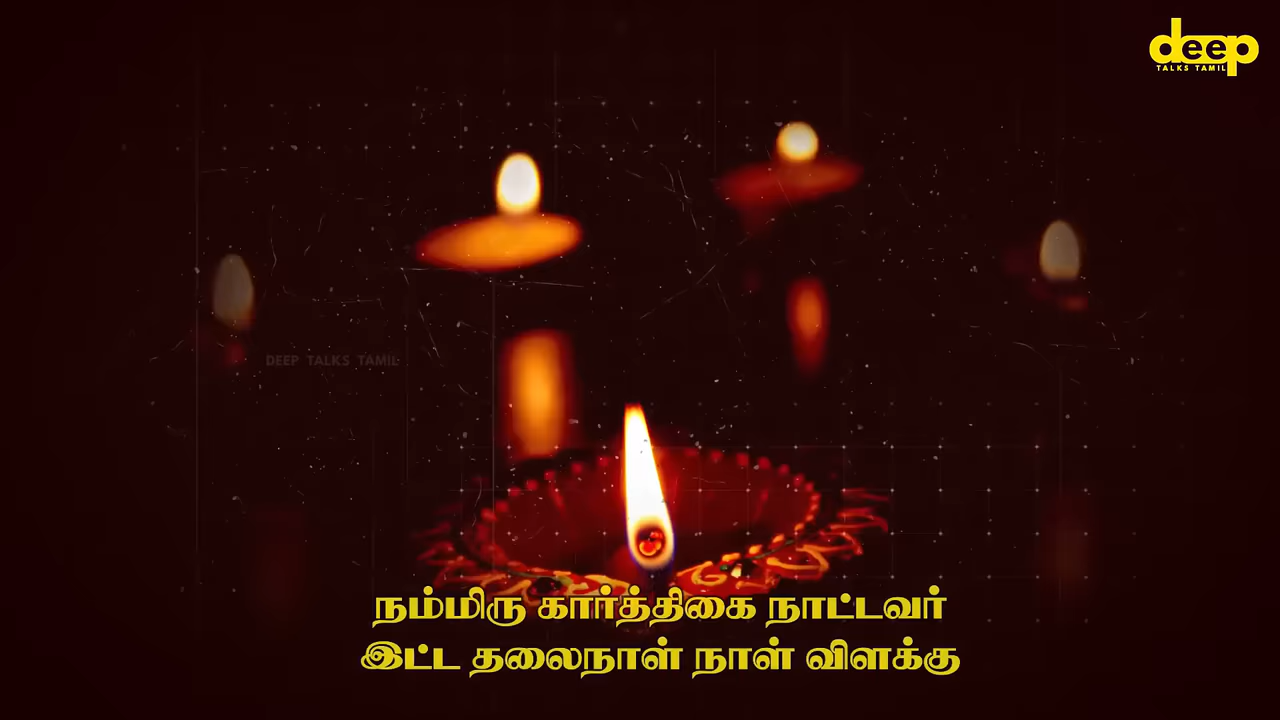 deep
TALKS TAMIL
DEEP TALKS TAMIL
நம்மிரு கார்த்திகை நாட்டவர்
இட்ட தலைநாள் நாள் விளக்கு